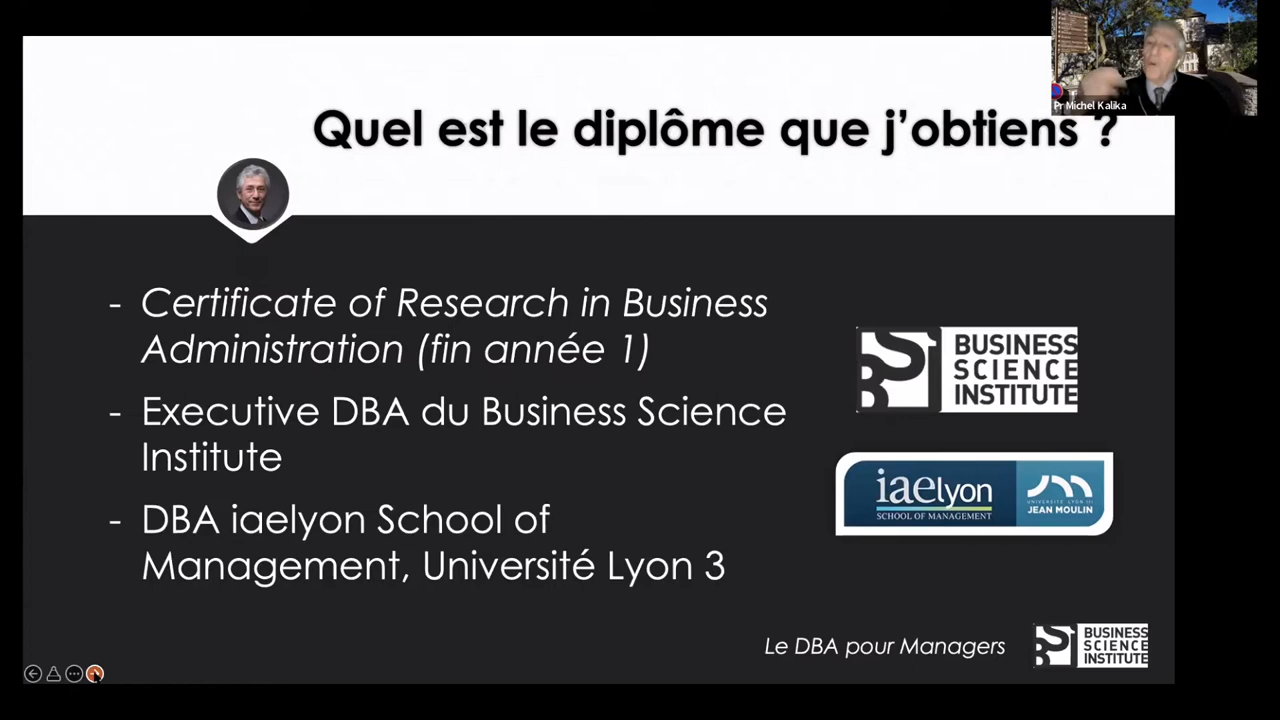 Pr Michel Kalika
Quel est le diplôme que j’obtiens ?
- Certificate of Research in Business
Administration (fin année 1)
- Executive DBA du Business Science
Institute
- DBA iaelyon School of
Management, Université Lyon 3
BUSINESS
SCIENCE
INSTITUTE
iaelyon
SCHOOL OF MANAGEMENT
UNIVERSITÉ LYON III
JEAN MOULIN
Le DBA pour Managers
BUSINESS
SCIENCE
INSTITUTE